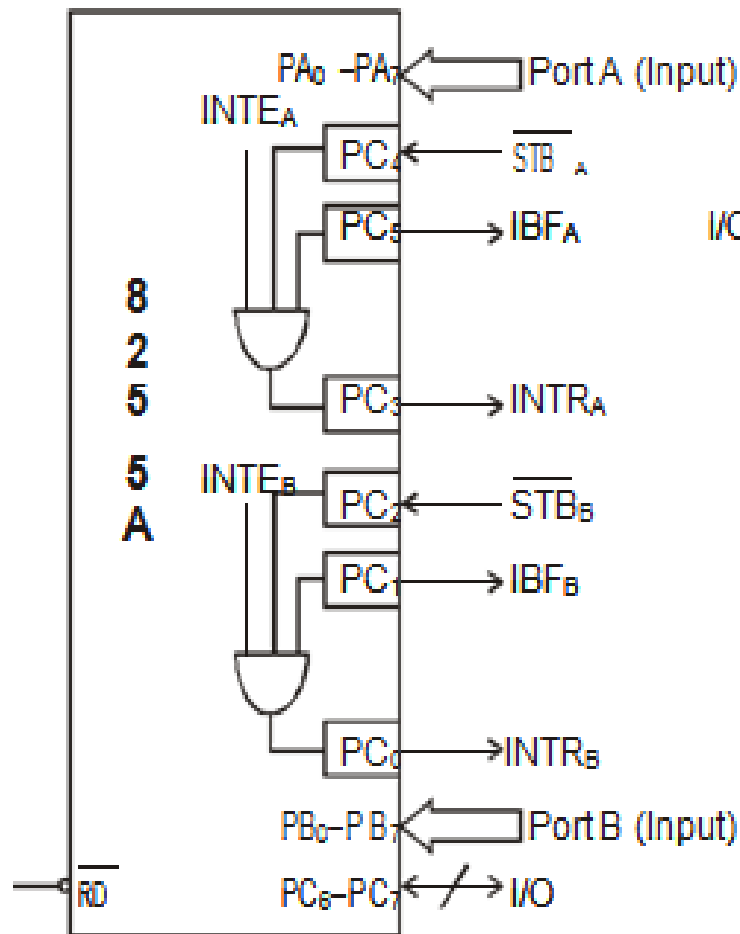 PA₀ –PA₇ Port A (Input)
INTEA
PC₄ STB A
PC₅ IBFA I/O
8
2
5
5
A
PC₃ INTRA
INTEB
PC₂ STBB
PC₁ IBFB
PC₀ INTRB
PB₀–PB₇ Port B (Input)
RD PC₆–PC₇ I/O